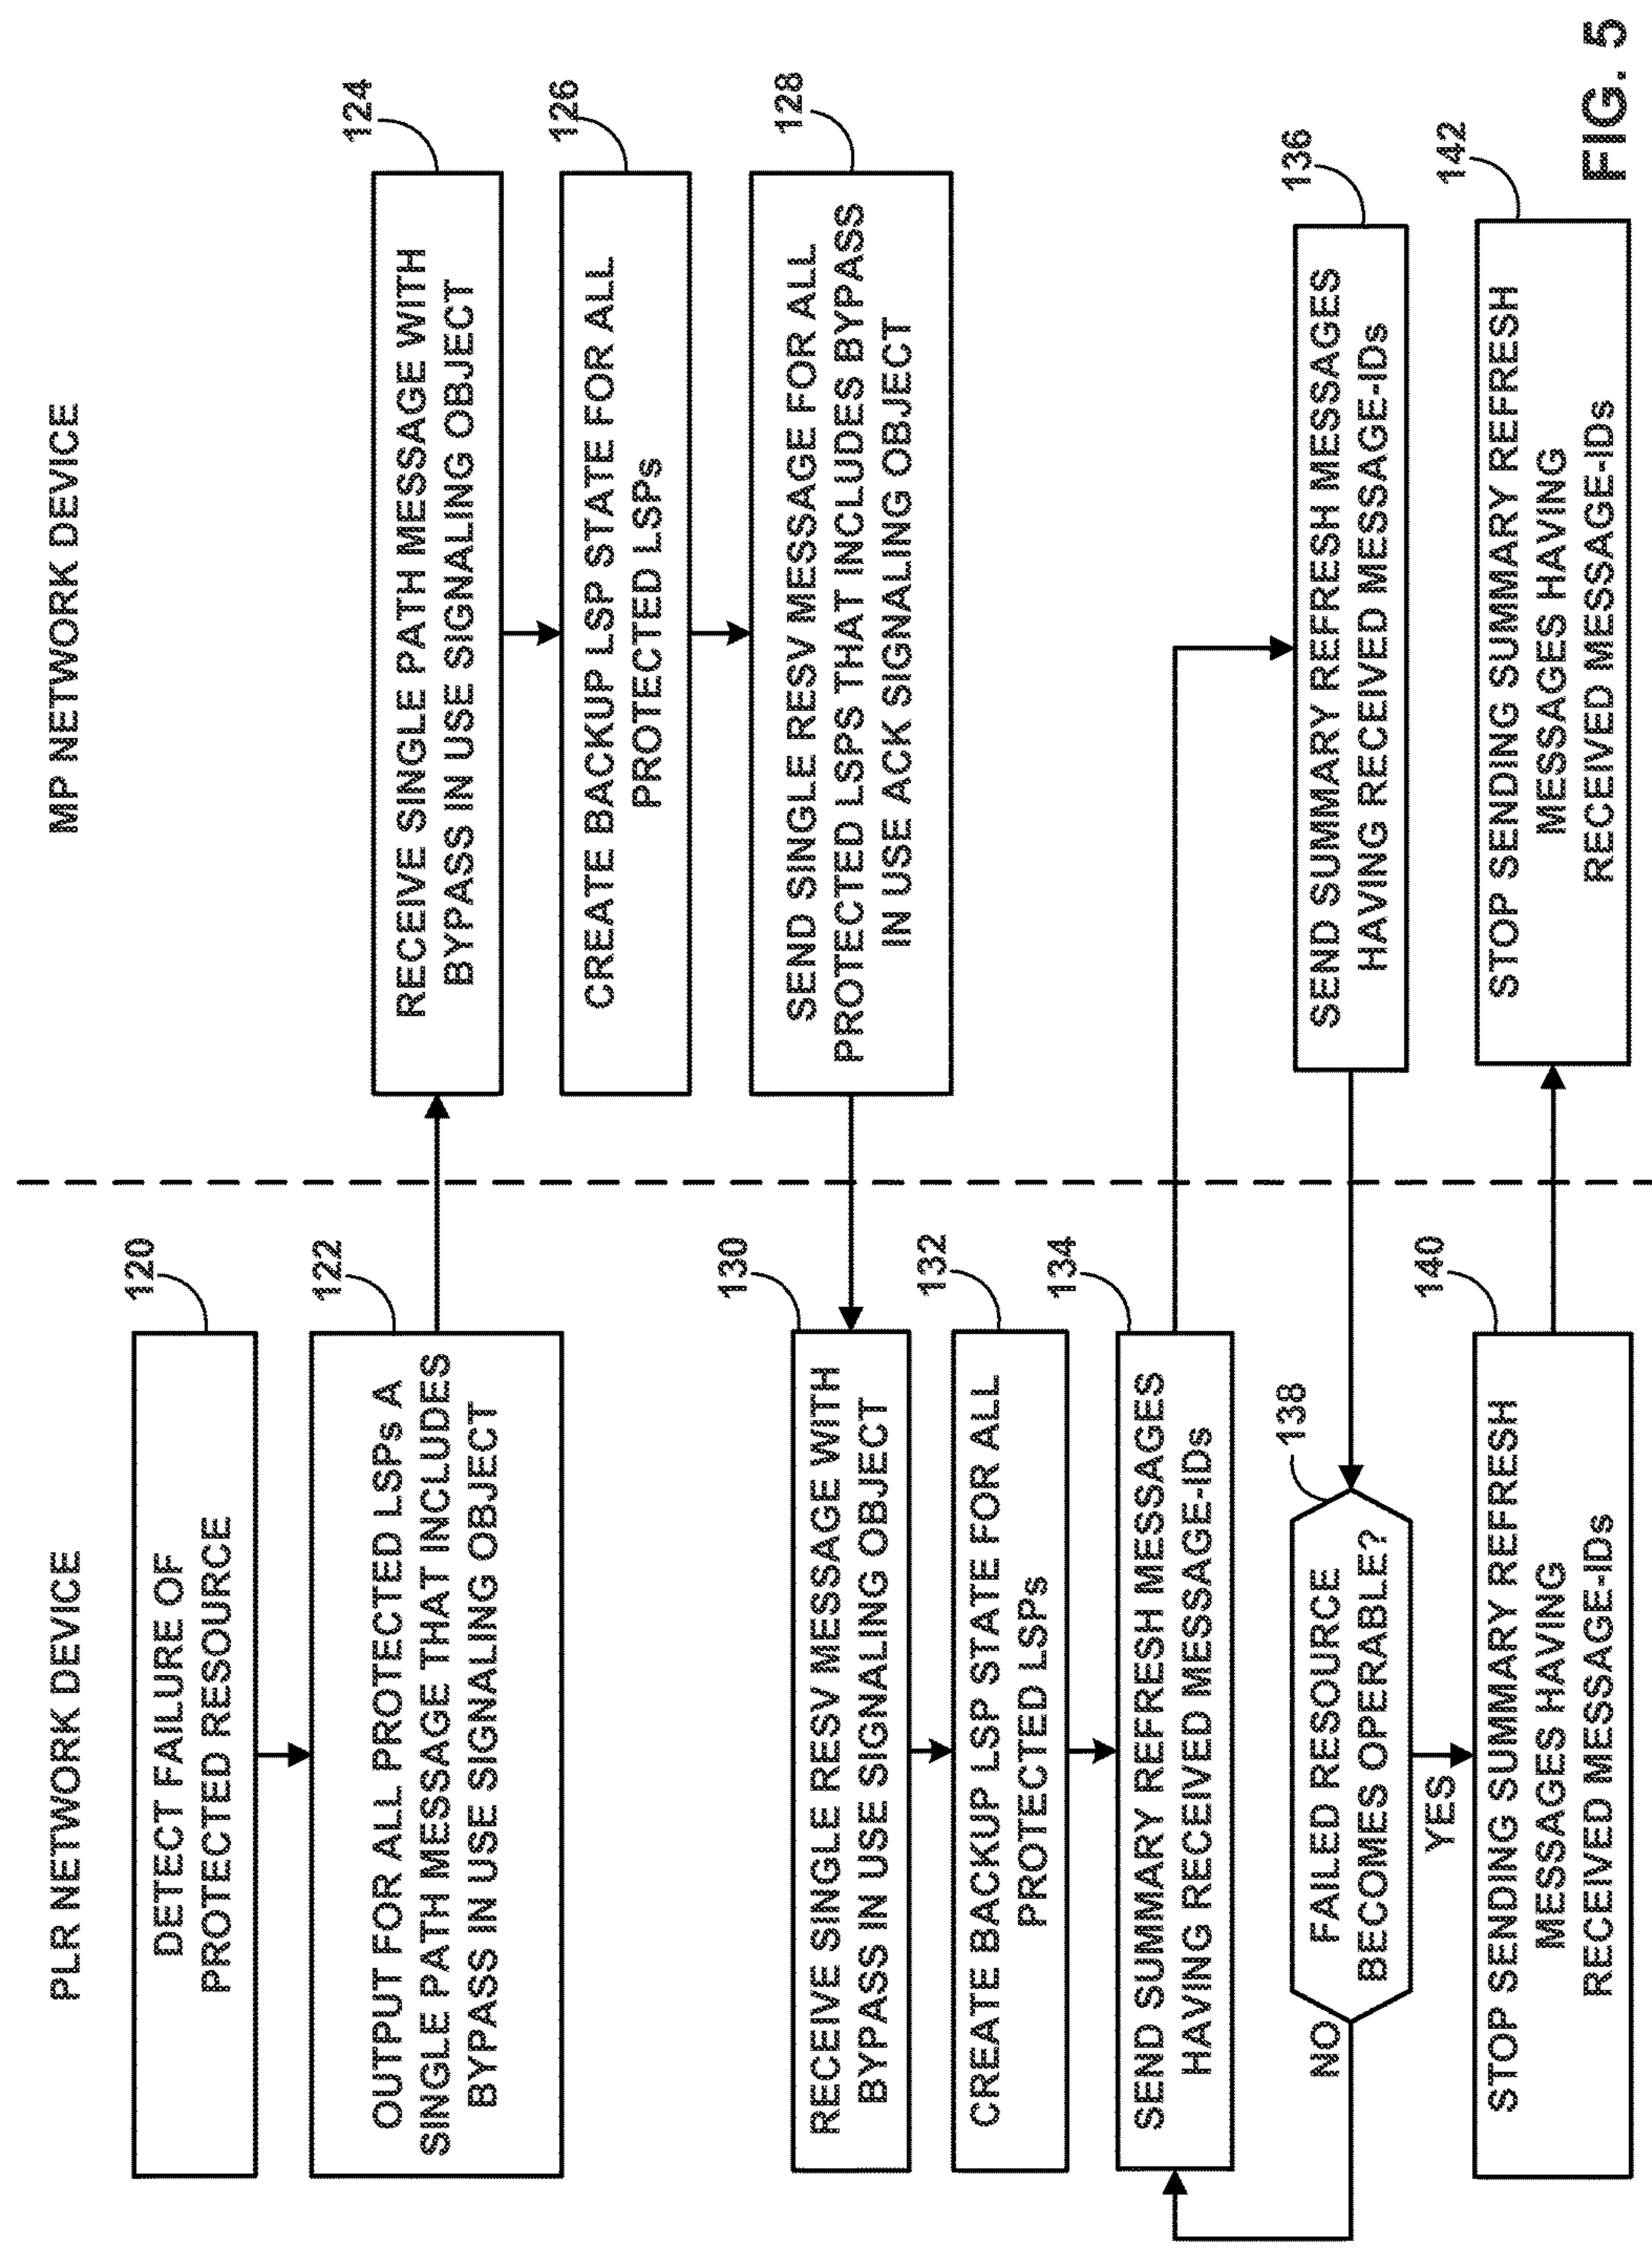 PLR NETWORK DEVICE
MP NETWORK DEVICE
120
DETECT FAILURE OF
PROTECTED RESOURCE
122
OUTPUT FOR ALL PROTECTED LSPs A
SINGLE PATH MESSAGE THAT INCLUDES
BYPASS IN USE SIGNALING OBJECT
124
RECEIVE SINGLE PATH MESSAGE WITH
BYPASS IN USE SIGNALING OBJECT
126
CREATE BACKUP LSP STATE FOR ALL
PROTECTED LSPs
128
SEND SINGLE RESV MESSAGE FOR ALL
PROTECTED LSPS THAT INCLUDES BYPASS
IN USE ACK SIGNALING OBJECT
130
RECEIVE SINGLE RESV MESSAGE WITH
BYPASS IN USE SIGNALING OBJECT
132
CREATE BACKUP LSP STATE FOR ALL
PROTECTED LSPs
134
SEND SUMMARY REFRESH MESSAGES
HAVING RECEIVED MESSAGE-IDs
136
SEND SUMMARY REFRESH MESSAGES
HAVING RECEIVED MESSAGE-IDs
138
FAILED RESOURCE
BECOMES OPERABLE?
NO
YES
140
STOP SENDING SUMMARY REFRESH
MESSAGES HAVING
RECEIVED MESSAGE-IDs
142
STOP SENDING SUMMARY REFRESH
MESSAGES HAVING
RECEIVED MESSAGE-IDs
FIG. 5